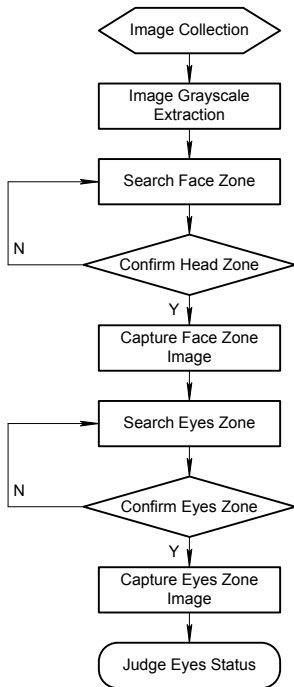 Image Collection
Image Grayscale
Extraction
Search Face Zone
N
Confirm Head Zone
Y
Capture Face Zone
Image
Search Eyes Zone
N
Confirm Eyes Zone
Y
Capture Eyes Zone
Image
Judge Eyes Status